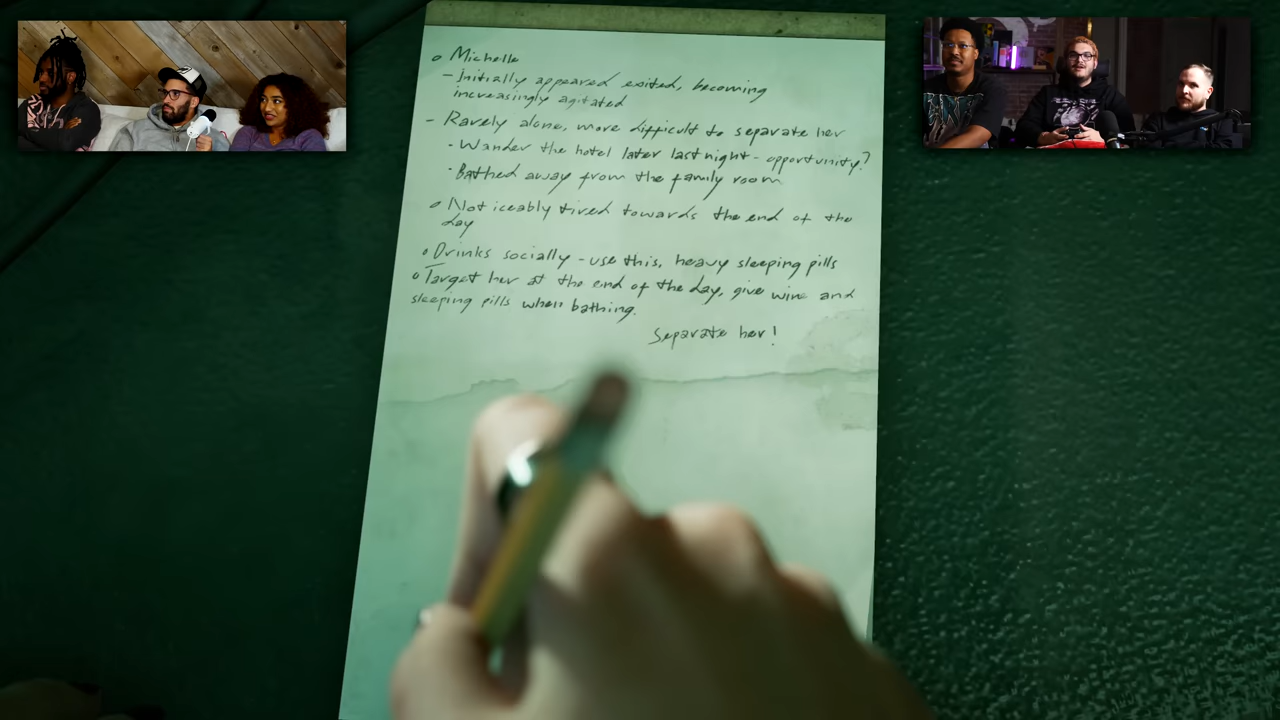 o Michelle
- Initially appeared exited, becoming
increasingly agitated
- Rarely alone, more difficult to separate her
· Wander the hotel later last night - opportunity?
· Bathed away from the family room
o Noticeably tired towards the end of the
day
o Drinks socially - use this, heavy sleeping pills
o Target her at the end of the day, give wine and
sleeping pills when bathing.
Separate her!